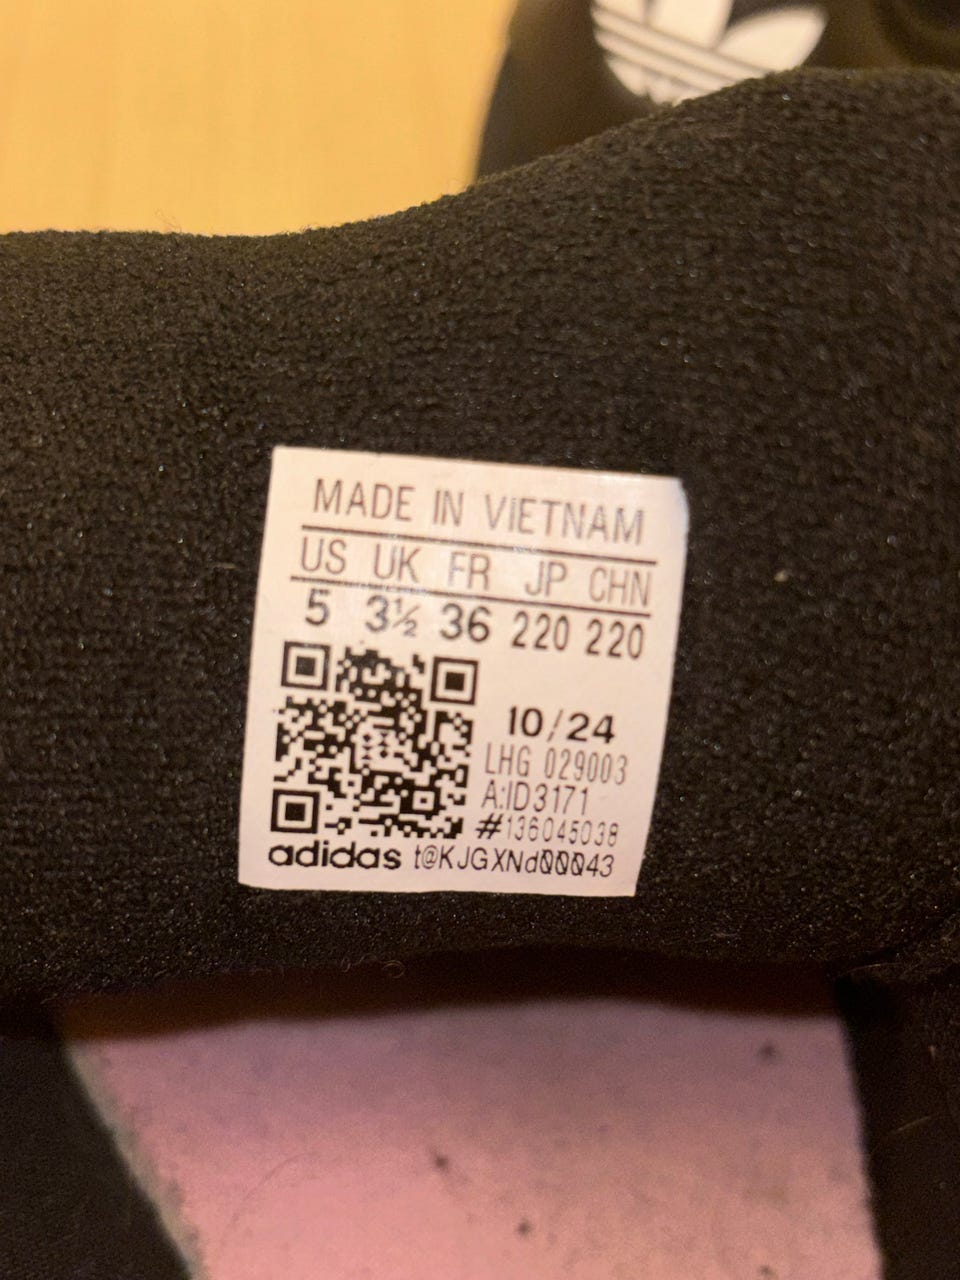 MADE IN VIETNAM
US UK FR JP CHN
5 3½ 36 220 220
10/24
LHG 029003
A:ID3171
#136045038
adidas t@KJGXNd00043